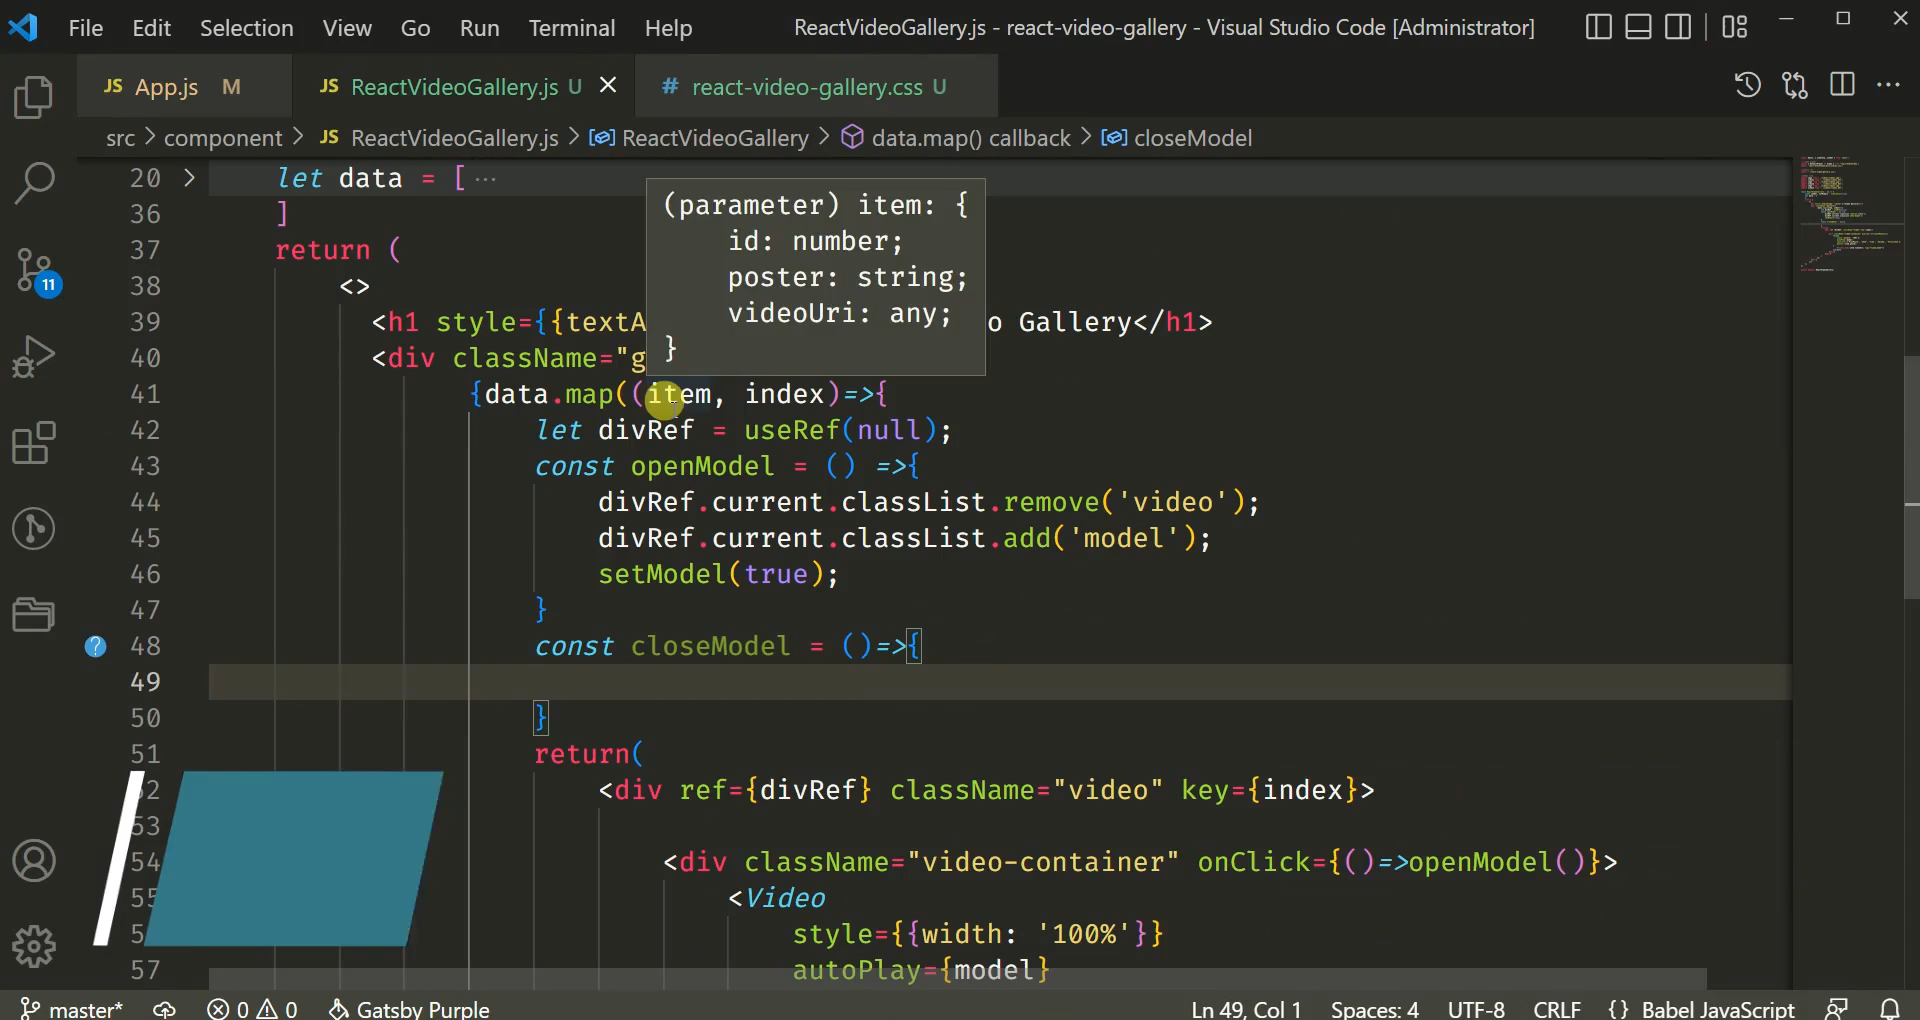 File Edit Selection View Go Run Terminal Help ReactVideoGallery.js - react-video-gallery - Visual Studio Code [Administrator]
JS App.js M JS ReactVideoGallery.js U # react-video-gallery.css U
src > component > JS ReactVideoGallery.js > ReactVideoGallery > data.map() callback > closeModel
20 let data = [ ···
(parameter) item: {
id: number;
poster: string;
videoUri: any;
}
36 ]
37 return (
38 <>
39 <h1 style={{textA o Gallery</h1>
40 <div className="g
41 {data.map((item, index)=>{
42 let divRef = useRef(null);
43 const openModel = () =>{
44 divRef.current.classList.remove('video');
45 divRef.current.classList.add('model');
46 setModel(true);
47 }
48 const closeModel = ()=>{
49
50 }
51 return(
52 <div ref={divRef} className="video" key={index}>
53
54 <div className="video-container" onClick={()=>openModel()}>
55 <Video
5 style={{width: '100%'}}
57 autoPlay={model}
11
master* 0 0 Gatsby Purple Ln 49, Col 1 Spaces: 4 UTF-8 CRLF {} Babel JavaScript